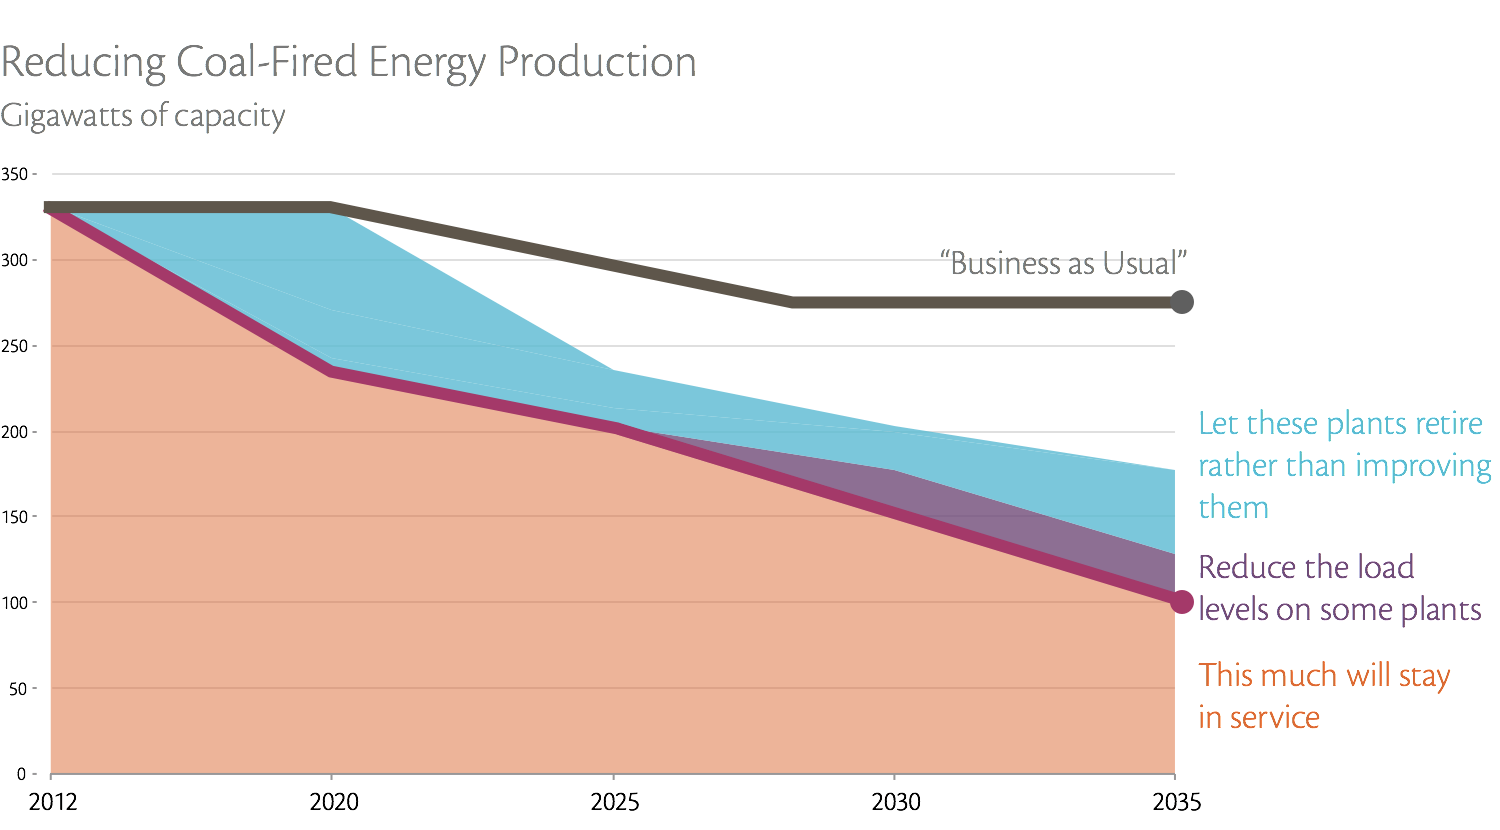 Reducing Coal-Fired Energy Production
Gigawatts of capacity
350
300
250
200
150
100
50
0
“Business as Usual”
Let these plants retire
rather than improving
them
Reduce the load
levels on some plants
This much will stay
in service
2012 2020 2025 2030 2035